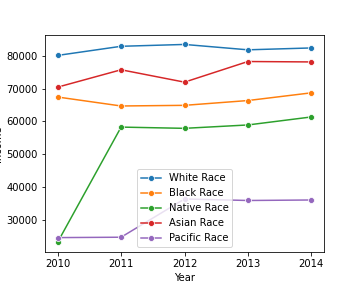 80000
70000
60000
50000
40000
30000
White Race
Black Race
Native Race
Asian Race
Pacific Race
2010 2011 2012 2013 2014
Year